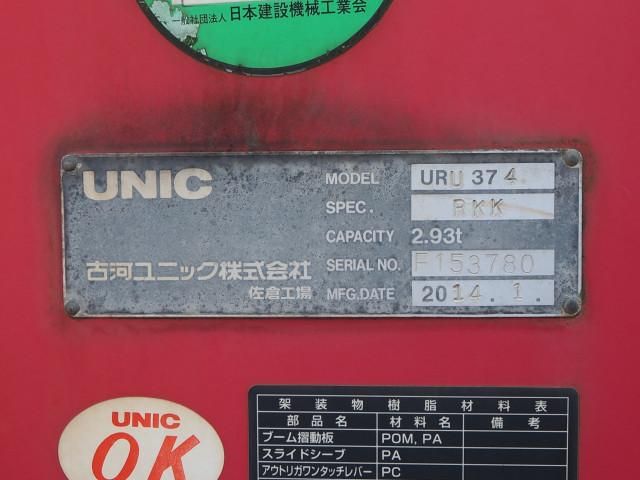 一般社団法人 日本建設機械工業会
UNIC
MODEL URU374
SPEC. RKK
CAPACITY 2.93t
古河ユニック株式会社
SERIAL NO. F153780
佐倉工場
MFG.DATE 2014.1.
UNIC
OK
架装物樹脂材料表
部品名 材料名 備考
ブーム摺動板 POM, PA
スライドシーブ PA
アウトリガワンタッチレバー PC